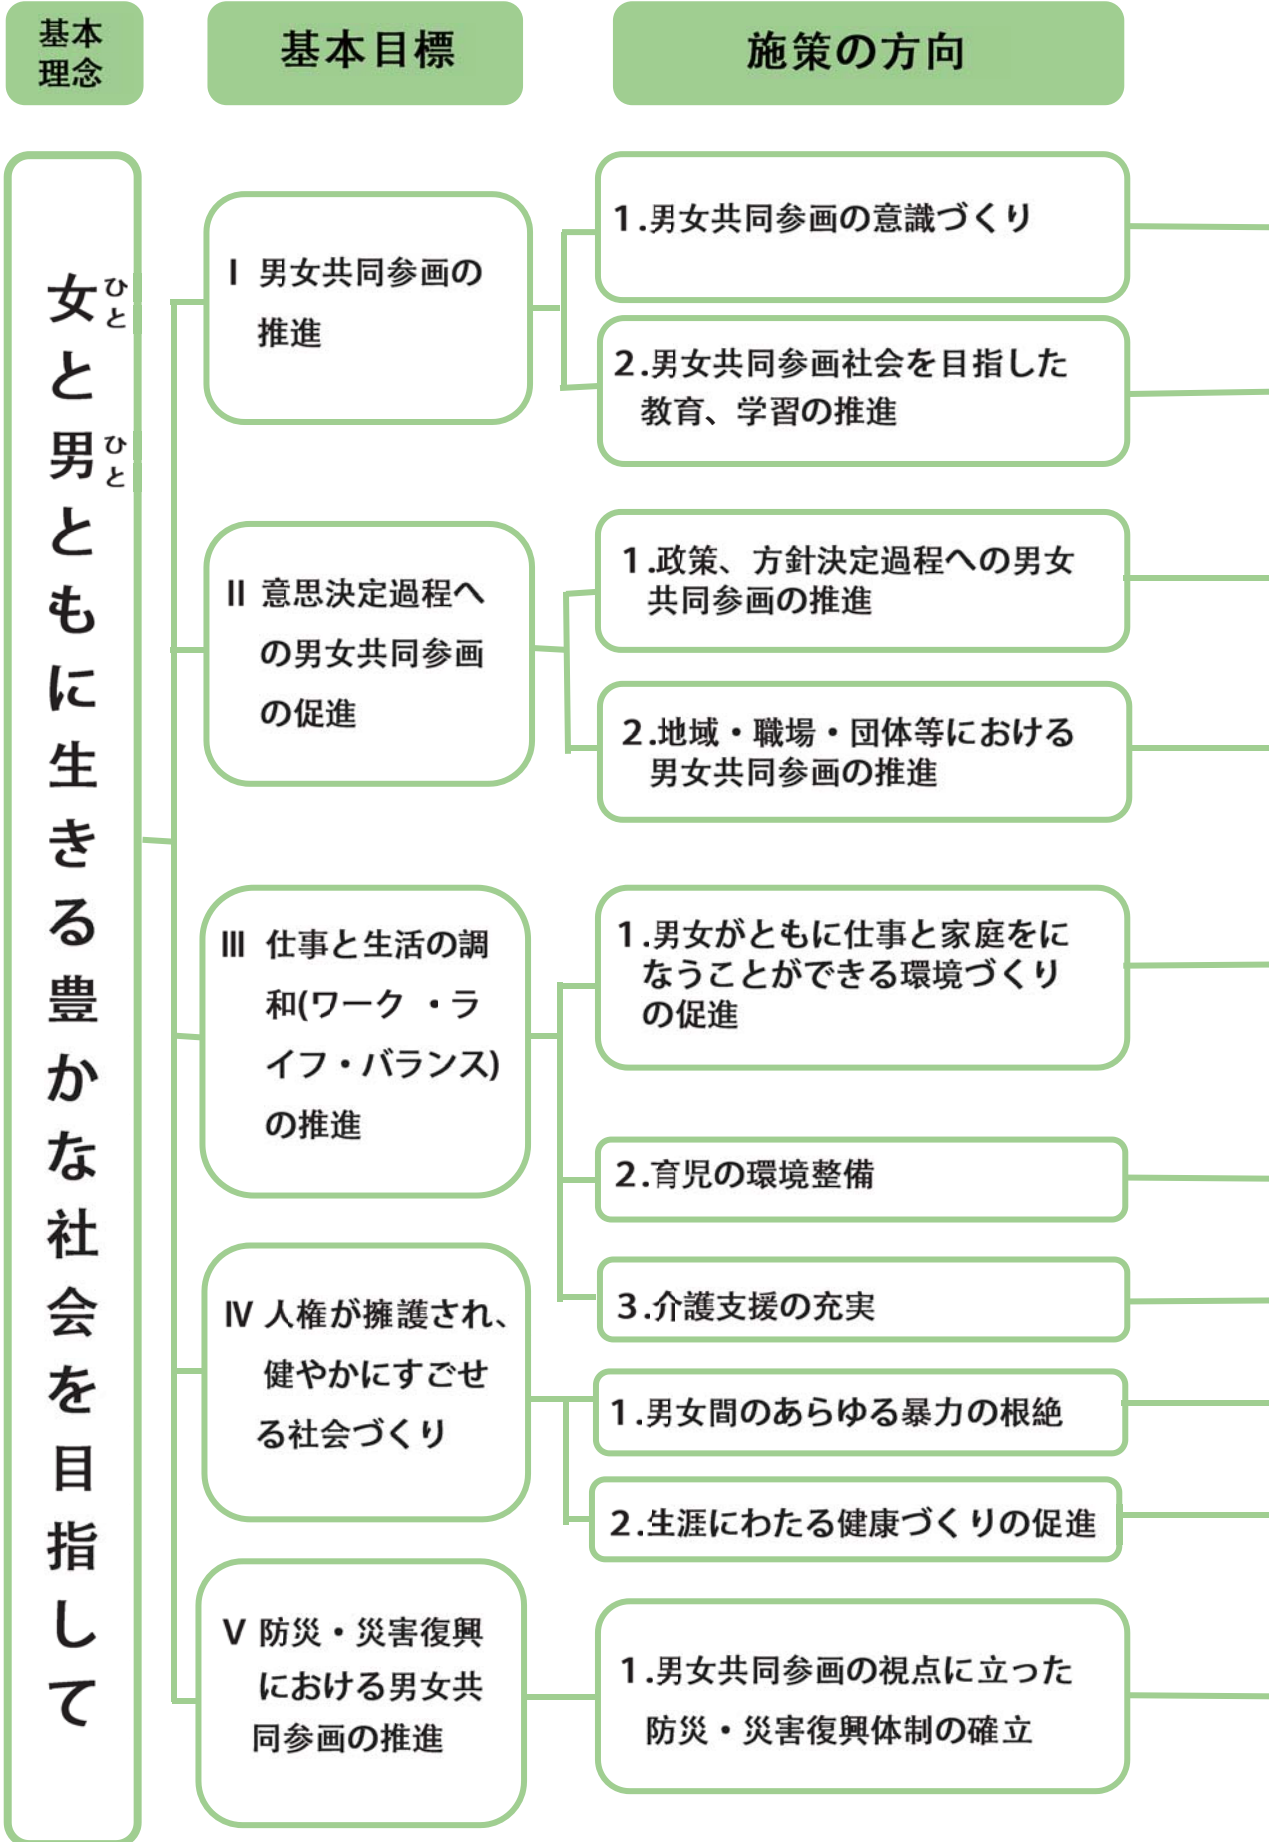 基本
理念
基本目標
施策の方向
女と男ともに生きる豊かな社会を目指して
ひと
ひと
Ⅰ 男女共同参画の
推進
1.男女共同参画の意識づくり
2.男女共同参画社会を目指した
教育、学習の推進
Ⅱ 意思決定過程へ
の男女共同参画
の促進
1.政策、方針決定過程への男女
共同参画の推進
2.地域・職場・団体等における
男女共同参画の推進
Ⅲ 仕事と生活の調
和(ワーク ・ラ
イフ・バランス)
の推進
1.男女がともに仕事と家庭をに
なうことができる環境づくり
の促進
2.育児の環境整備
3.介護支援の充実
Ⅳ 人権が擁護され、
健やかにすごせ
る社会づくり
1.男女間のあらゆる暴力の根絶
2.生涯にわたる健康づくりの促進
Ⅴ 防災・災害復興
における男女共
同参画の推進
1.男女共同参画の視点に立った
防災・災害復興体制の確立